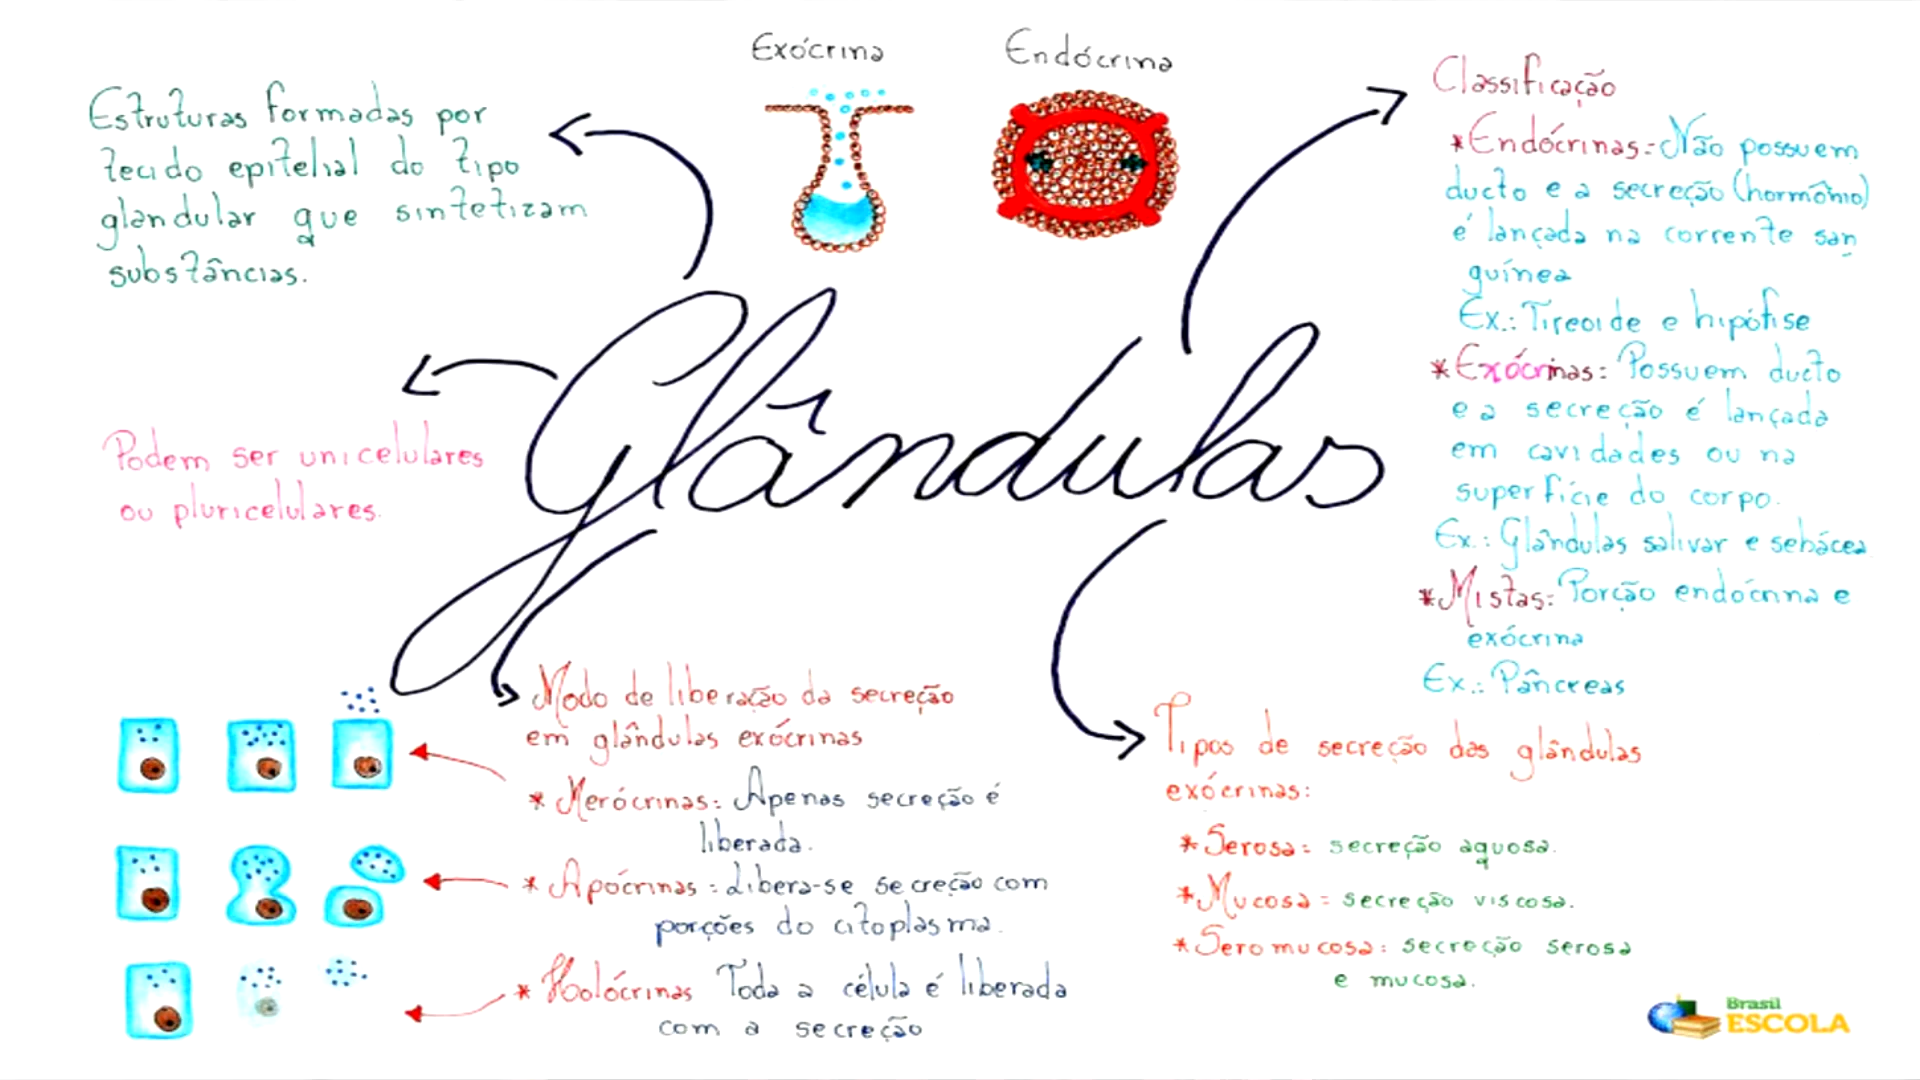 Exócrina
Endócrina
Estruturas formadas por
tecido epitelial do tipo
glandular que sintetizam
substâncias.
Podem ser unicelulares
ou pluricelulares.
Glândulas
Classificação
*Endócrinas: Não possuem
ducto e a secreção (hormônio)
é lançada na corrente san
guínea
Ex.: Tireoide e hipófise
*Exócrinas: Possuem ducto
e a secreção é lançada
em cavidades ou na
superfície do corpo.
Ex.: Glândulas salivar e sebácea
*Mistas: Porção endócrina e
exócrina
Ex.: Pâncreas
Modo de liberação da secreção
em glândulas exócrinas
* Merócrinas: Apenas secreção é
liberada.
* Apócrinas: Libera-se secreção com
porções do citoplasma.
* Holócrinas Toda a célula é liberada
com a secreção
Tipos de secreção das glândulas
exócrinas:
*Serosa: secreção aquosa.
*Mucosa = secreção viscosa.
*Seromucosa: secreção serosa
e mucosa.
Brasil
ESCOLA